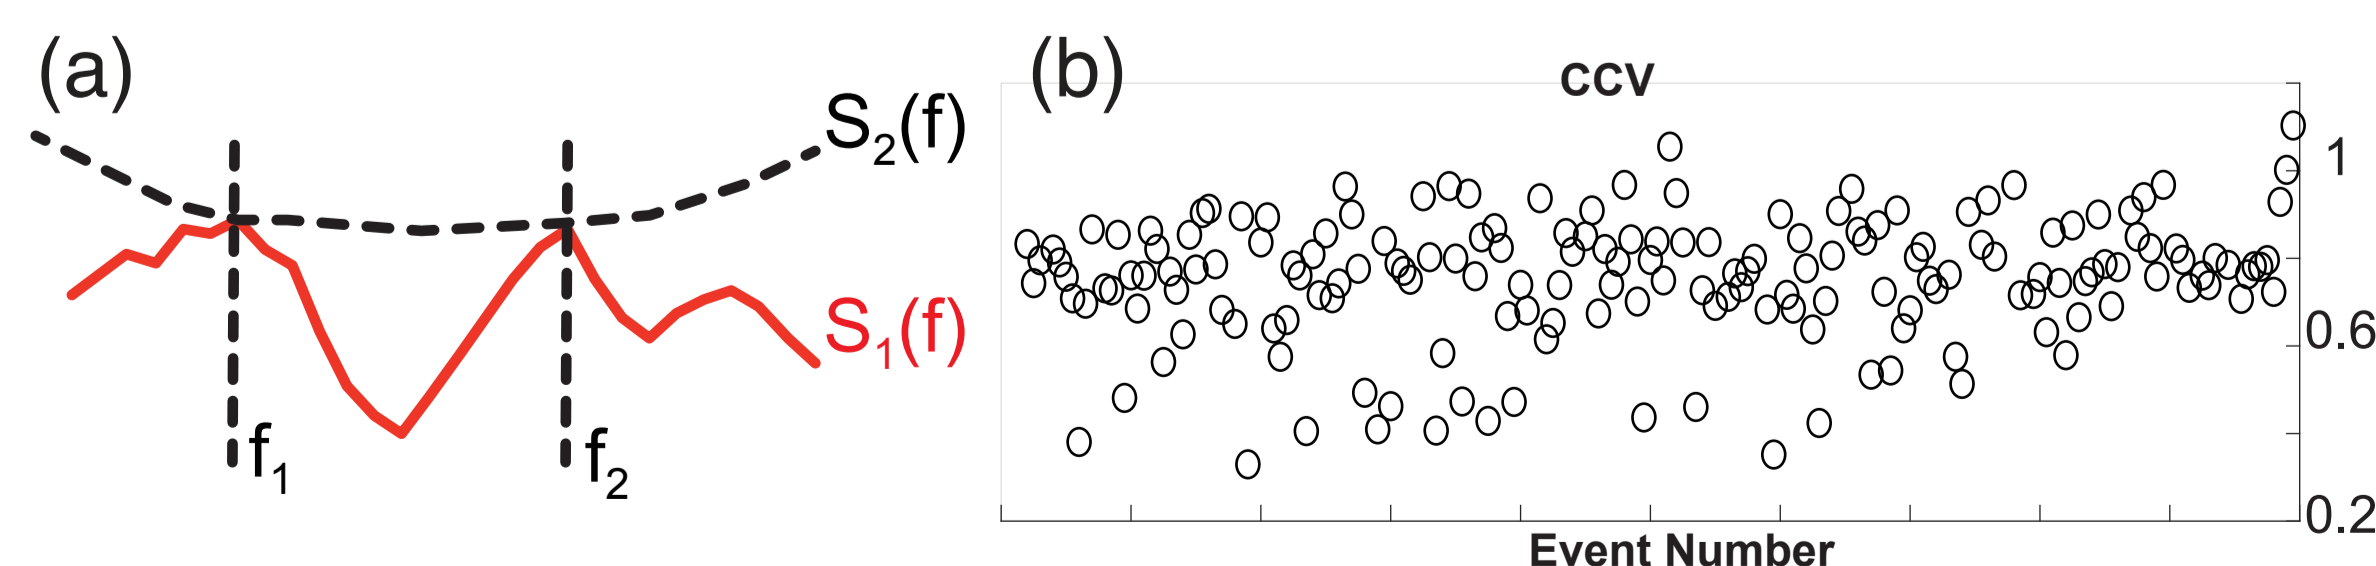 (a)
S₂(f)
S₁(f)
f₁
f₂
(b)
CCV
1
0.6
0.2
Event Number